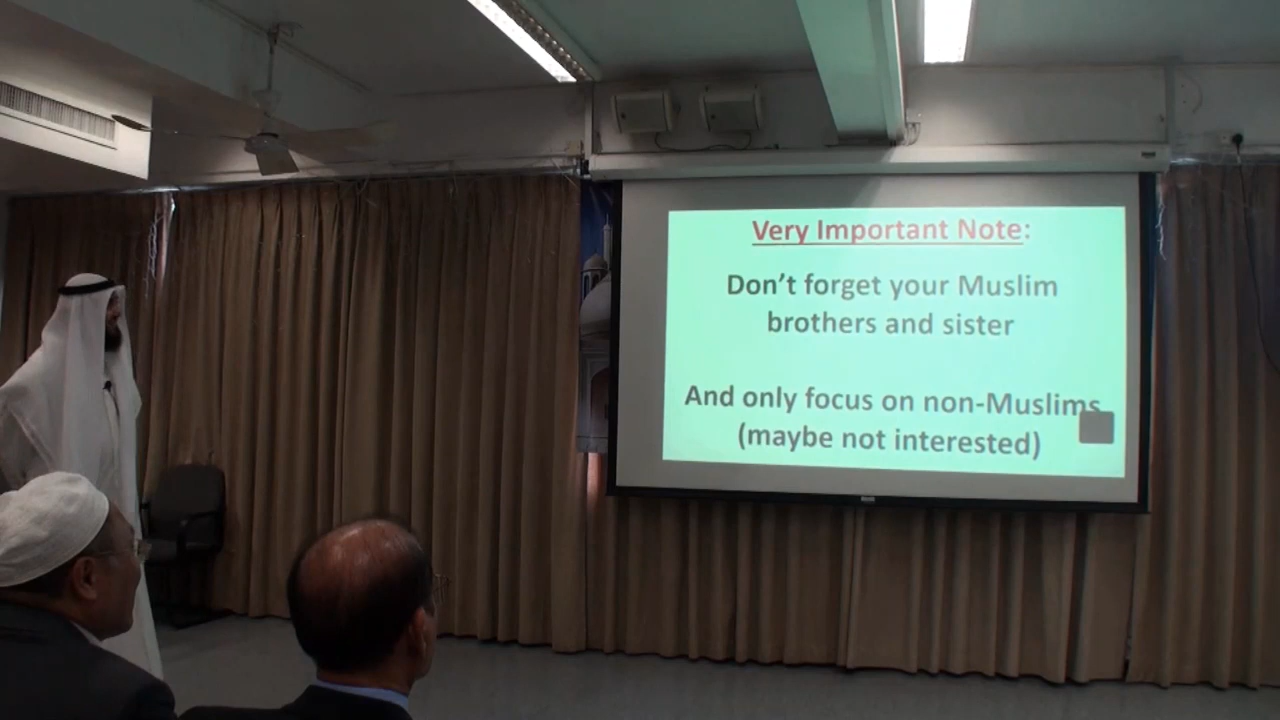 Very Important Note:
Don't forget your Muslim
brothers and sister
And only focus on non-Muslims
(maybe not interested)